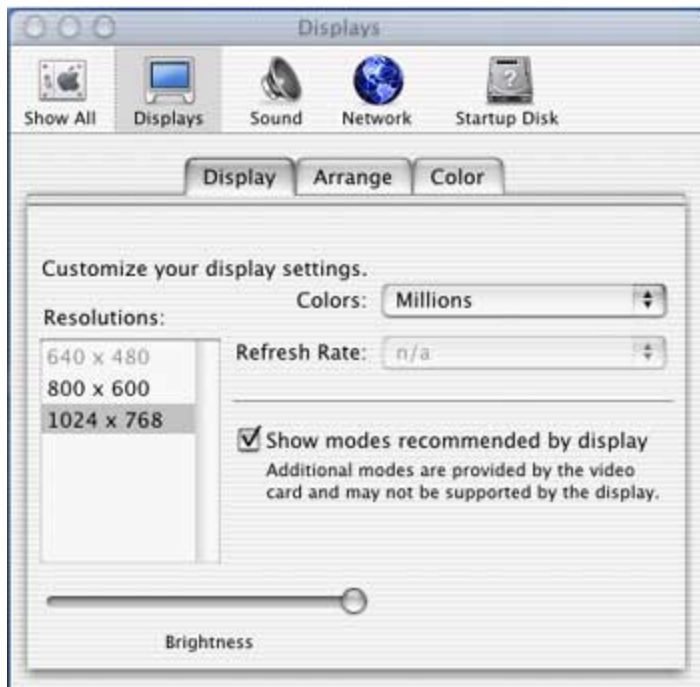 Displays
Show All Displays Sound Network Startup Disk
Display Arrange Color
Customize your display settings.
Colors: Millions
Resolutions:
640 x 480
800 x 600
1024 x 768
Refresh Rate: n/a
Show modes recommended by display
Additional modes are provided by the video
card and may not be supported by the display.
Brightness